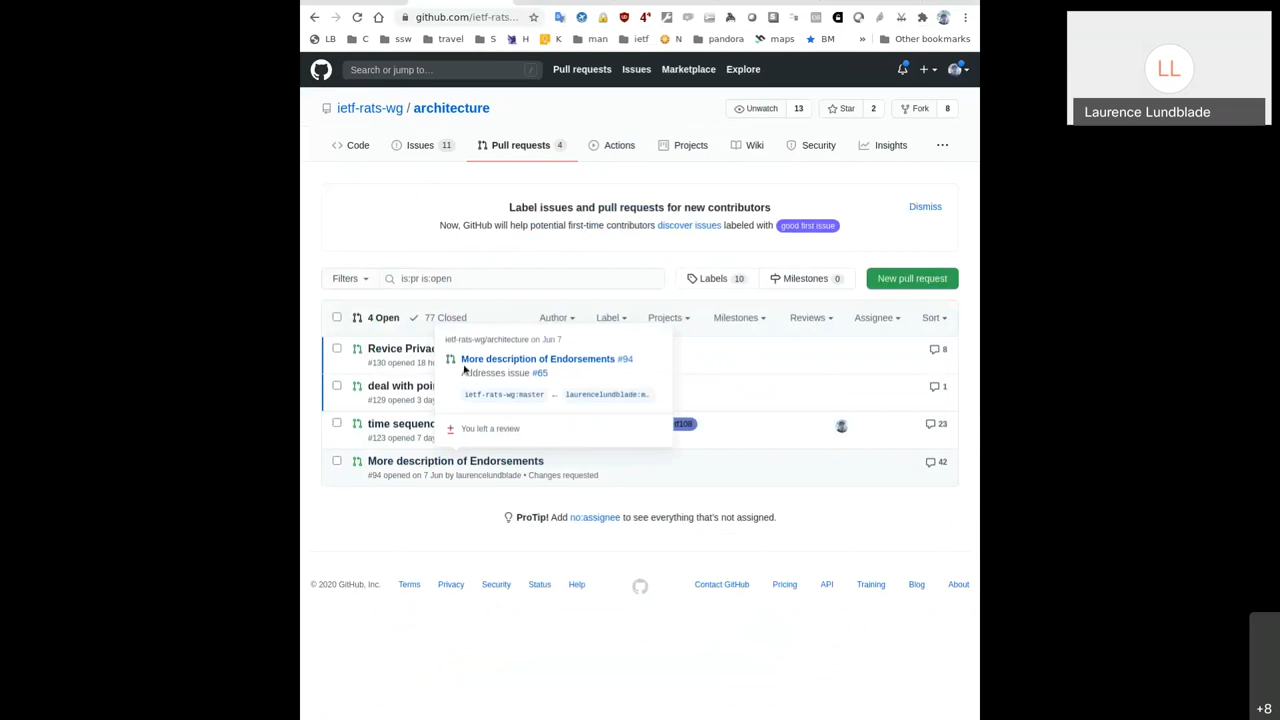 github.com/ietf-rats...
LB C ssw travel S H K man ietf N pandora maps BM » Other bookmarks
Search or jump to… / Pull requests Issues Marketplace Explore
ietf-rats-wg / architecture Unwatch 13 Star 2 Fork 8
Code Issues 11 Pull requests 4 Actions Projects Wiki Security Insights ...
Label issues and pull requests for new contributors Dismiss
Now, GitHub will help potential first-time contributors discover issues labeled with good first issue
Filters is:pr is:open Labels 10 Milestones 0 New pull request
4 Open 77 Closed Author Label Projects Milestones Reviews Assignee Sort
ietf-rats-wg/architecture on Jun 7
More description of Endorsements #94
Addresses issue #65
ietf-rats-wg:master ← laurencelundblade:m…
You left a review
Revice Priva 8
#130 opened 18 h
deal with poi 1
#129 opened 3 d
time sequenc tf108 23
#123 opened 7 da
More description of Endorsements 42
#94 opened on 7 Jun by laurencelundblade • Changes requested
ProTip! Add no:assignee to see everything that's not assigned.
© 2020 GitHub, Inc. Terms Privacy Security Status Help Contact GitHub Pricing API Training Blog About
LL
Laurence Lundblade
+8